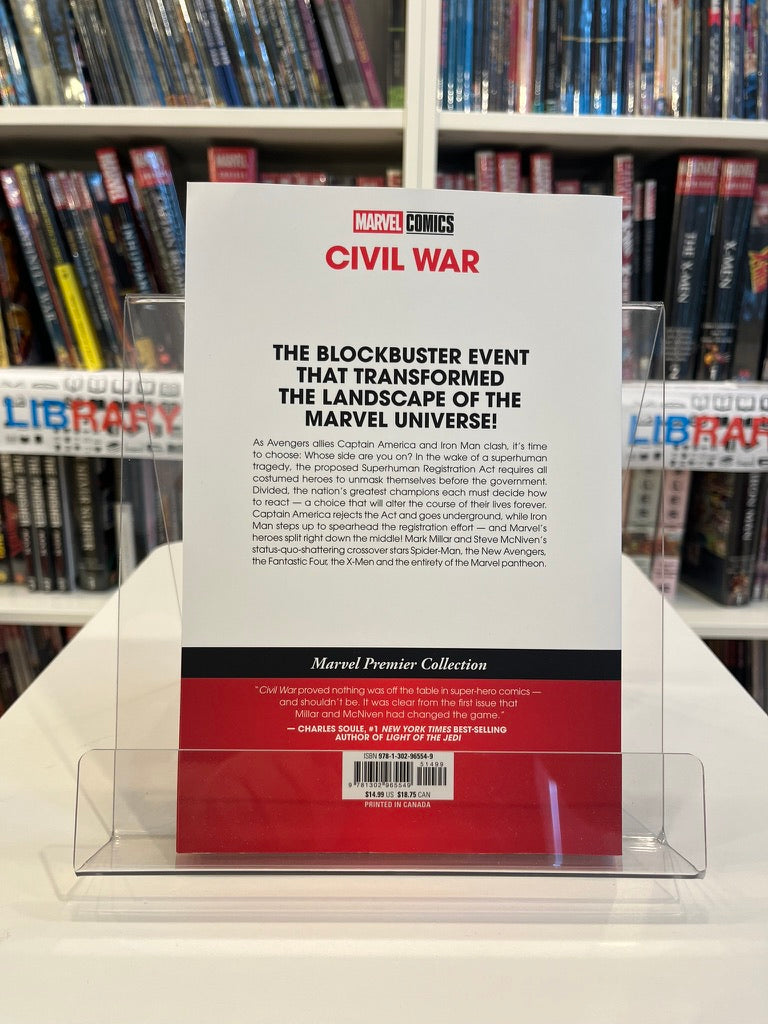 MARVEL
MARVEL
MARVEL
X-MEN
THE X-MEN
MARVEL COMICS
CIVIL WAR
THE BLOCKBUSTER EVENT
THAT TRANSFORMED
THE LANDSCAPE OF THE
MARVEL UNIVERSE!
As Avengers allies Captain America and Iron Man clash, it's time
to choose: Whose side are you on? In the wake of a superhuman
tragedy, the proposed Superhuman Registration Act requires all
costumed heroes to unmask themselves before the government.
Divided, the nation's greatest champions each must decide how
to react — a choice that will alter the course of their lives forever.
Captain America rejects the Act and goes underground, while Iron
Man steps up to spearhead the registration effort — and Marvel's
heroes split right down the middle! Mark Millar and Steve McNiven's
status-quo-shattering crossover stars Spider-Man, the New Avengers,
the Fantastic Four, the X-Men and the entirety of the Marvel pantheon.
LIBRARY
LIBRAR
Marvel Premier Collection
"Civil War proved nothing was off the table in super-hero comics —
and shouldn't be. It was clear from the first issue that
Millar and McNiven had changed the game."
— CHARLES SOULE, #1 NEW YORK TIMES BEST-SELLING
AUTHOR OF LIGHT OF THE JEDI
ISBN 978-1-302-96554-9
51499
9 781302 965549
$14.99 US $18.75 CAN
PRINTED IN CANADA